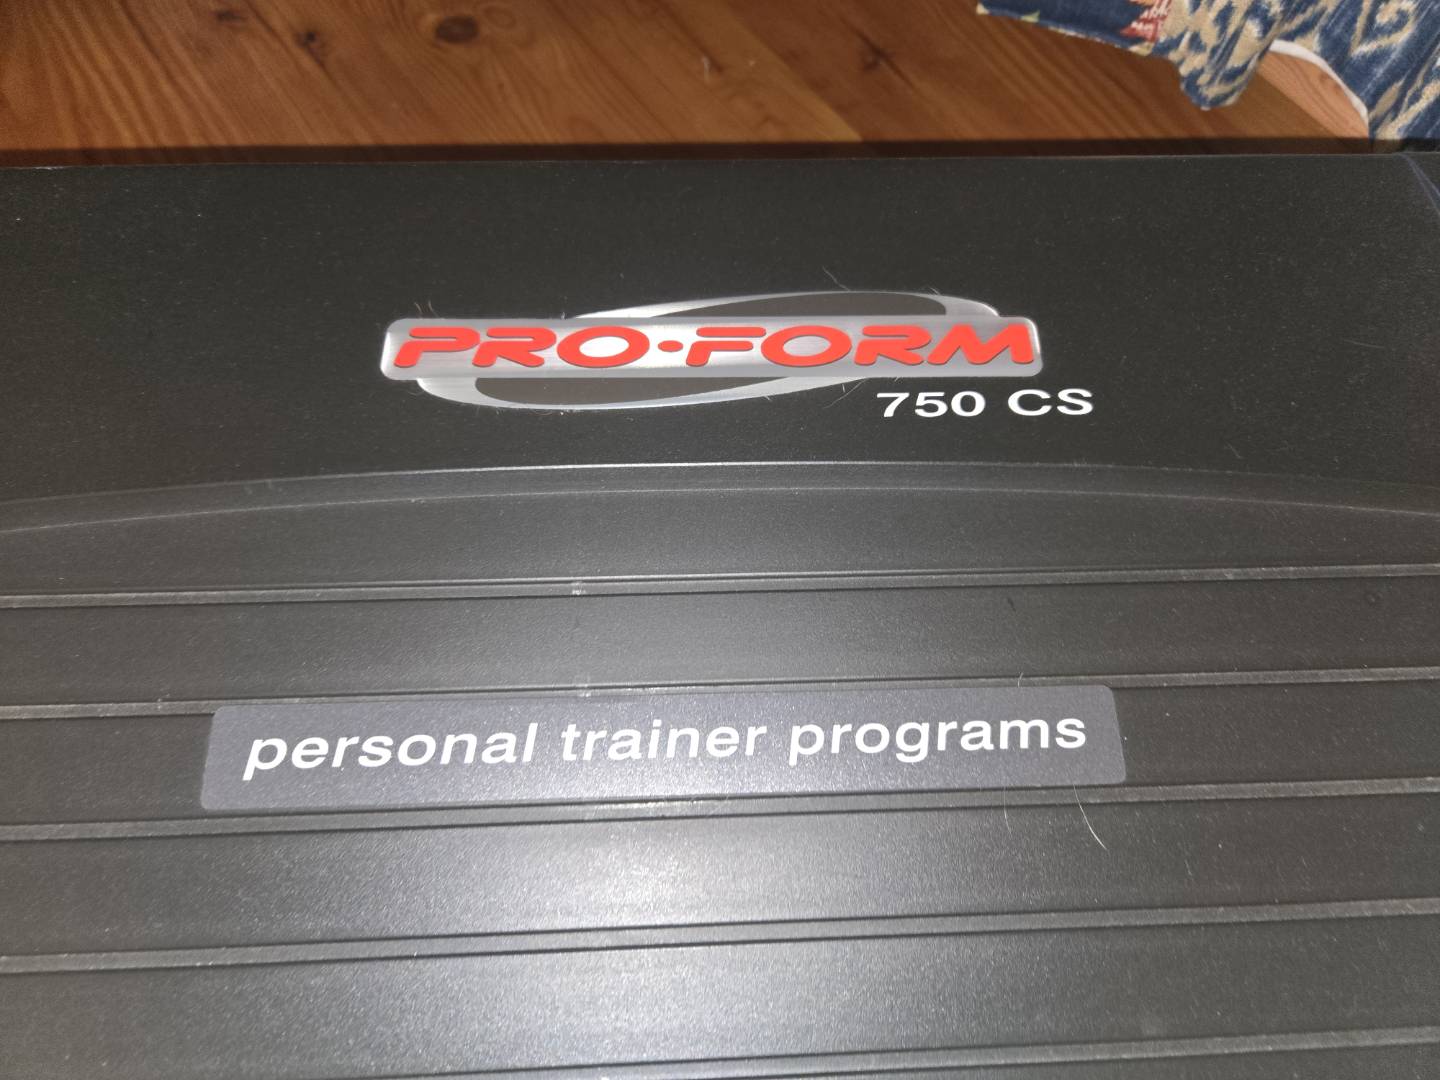 PRO·FORM
750 CS
personal trainer programs